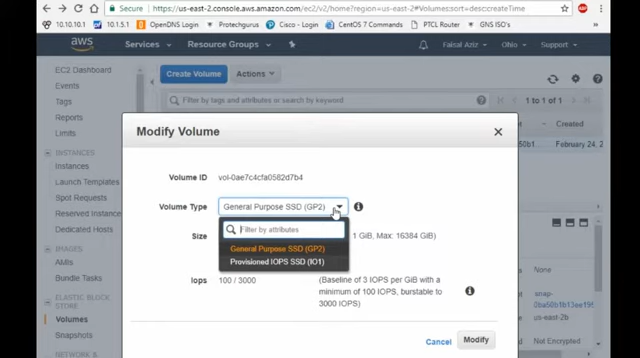 https://us-east-2.console.aws.amazon.com/ec2/v2/home?region=us-east-2#Volumes:sort=desc:createTime
10.10.10.1
10.1.5.1
OpenDNS Login
Protechgurus
Cisco - Login
CentOS 7 Commands
PTCL Router
GNS ISO's
aws
Services
Resource Groups
Faisal Aziz
Ohio
Support
EC2 Dashboard
Events
Tags
Reports
Limits
INSTANCES
Instances
Spot Requests
Reserved Instance
Dedicated Hosts
IMAGES
AMIs
Bundle Tasks
ELASTIC BLOCK STORE
Volumes
Snapshots
Create Volume
Actions
Filter by tags and attributes or search by keyword
1 to 1 of 1
Created
February 24, 2
Modify Volume
Volume ID vol-0ae7c4cfa0582d7b4
Volume Type General Purpose SSD (GP2)
Filter by attributes
General Purpose SSD (GP2)
Provisioned IOPS SSD (IO1)
Size
1 GiB, Max: 16384 GiB)
Iops 100 / 3000
(Baseline of 3 IOPS per GiB with a
minimum of 100 IOPS, burstable to
3000 IOPS)
Cancel
Modify
None
snap-
us-east-2b
Not Encrypted